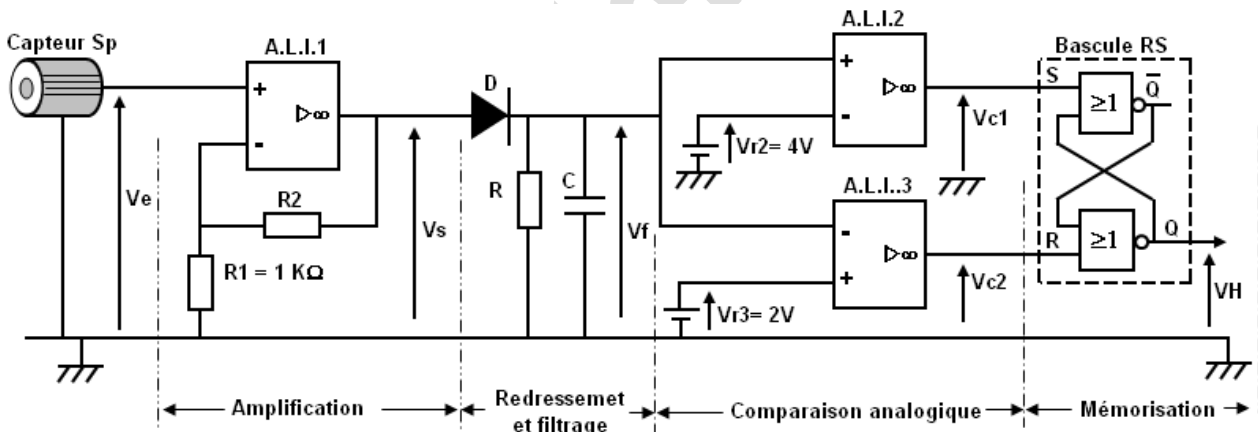 Capteur Sp
A.L.I.1
A.L.I.2
Bascule RS
+
▷∞
-
D
R
C
R2
R1 = 1 KΩ
Ve
Vs
Vf
+
▷∞
-
Vr2= 4V
Vc1
A.L.I..3
-
▷∞
+
Vr3= 2V
Vc2
S
≥1
Q̅
R
≥1
Q
VH
Amplification
Redressemet
et filtrage
Comparaison analogique
Mémorisation